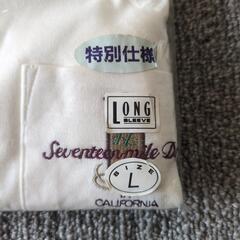 特別仕様
LONG
SLEEVE
Seventeen mile D
SIZE
L
CALIFORNIA